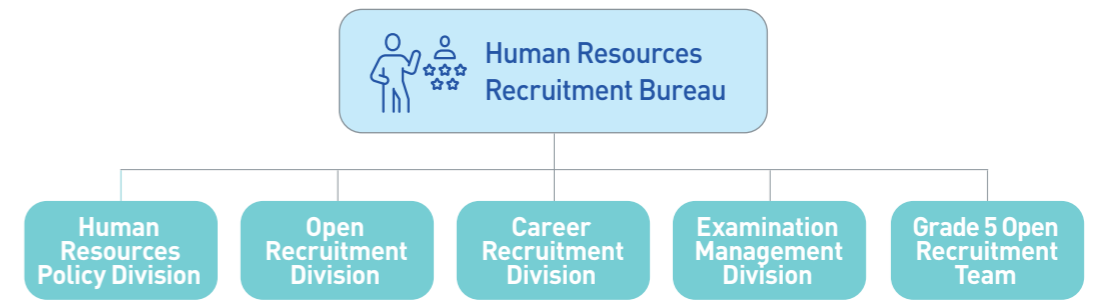 Human Resources
Recruitment Bureau
Human
Resources
Policy Division
Open
Recruitment
Division
Career
Recruitment
Division
Examination
Management
Division
Grade 5 Open
Recruitment
Team